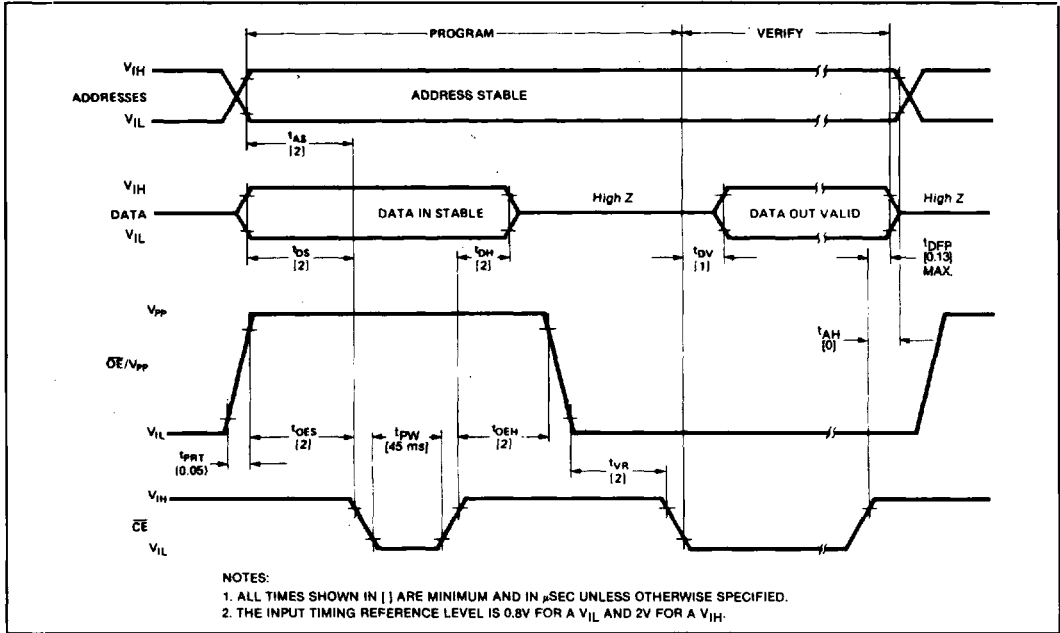 PROGRAM
VERIFY
VIH
ADDRESSES
VIL
ADDRESS STABLE
tAS
[2]
VIH
DATA
VIL
DATA IN STABLE
High Z
DATA OUT VALID
High Z
tDS
[2]
tDH
[2]
tDV
[1]
tDFP
[0.13]
MAX.
VPP
OE/VPP
VIL
tAH
[0]
tOES
[2]
tPW
[45 ms]
tOEH
[2]
tPRT
[0.05]
tVR
[2]
VIH
CE
VIL
NOTES:
1. ALL TIMES SHOWN IN [ ] ARE MINIMUM AND IN μSEC UNLESS OTHERWISE SPECIFIED.
2. THE INPUT TIMING REFERENCE LEVEL IS 0.8V FOR A VIL AND 2V FOR A VIH.